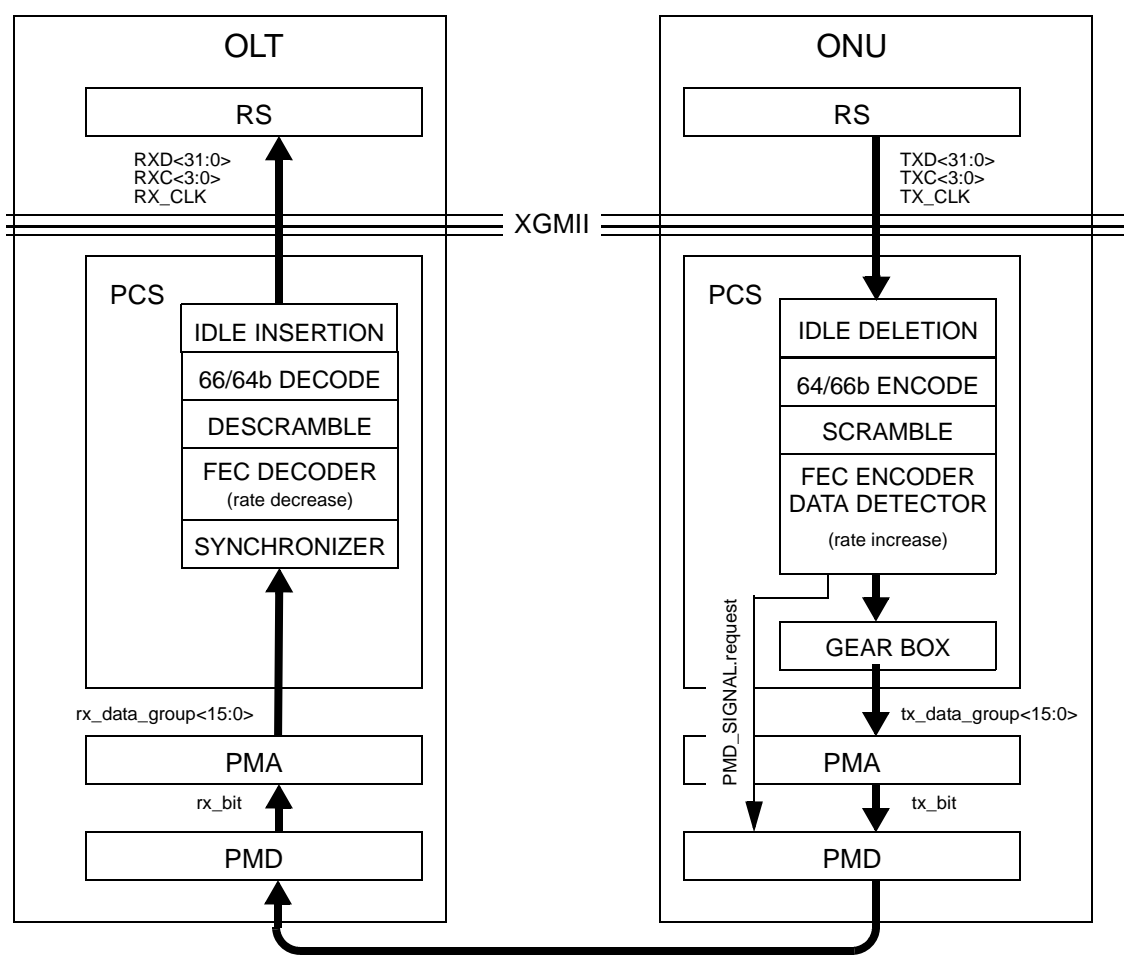 OLT
RS
RXD<31:0>
RXC<3:0>
RX_CLK
XGMII
PCS
IDLE INSERTION
66/64b DECODE
DESCRAMBLE
FEC DECODER
(rate decrease)
SYNCHRONIZER
rx_data_group<15:0>
PMA
rx_bit
PMD
ONU
RS
TXD<31:0>
TXC<3:0>
TX_CLK
PCS
IDLE DELETION
64/66b ENCODE
SCRAMBLE
FEC ENCODER
DATA DETECTOR
(rate increase)
PMD_SIGNAL.request
GEAR BOX
tx_data_group<15:0>
PMA
tx_bit
PMD